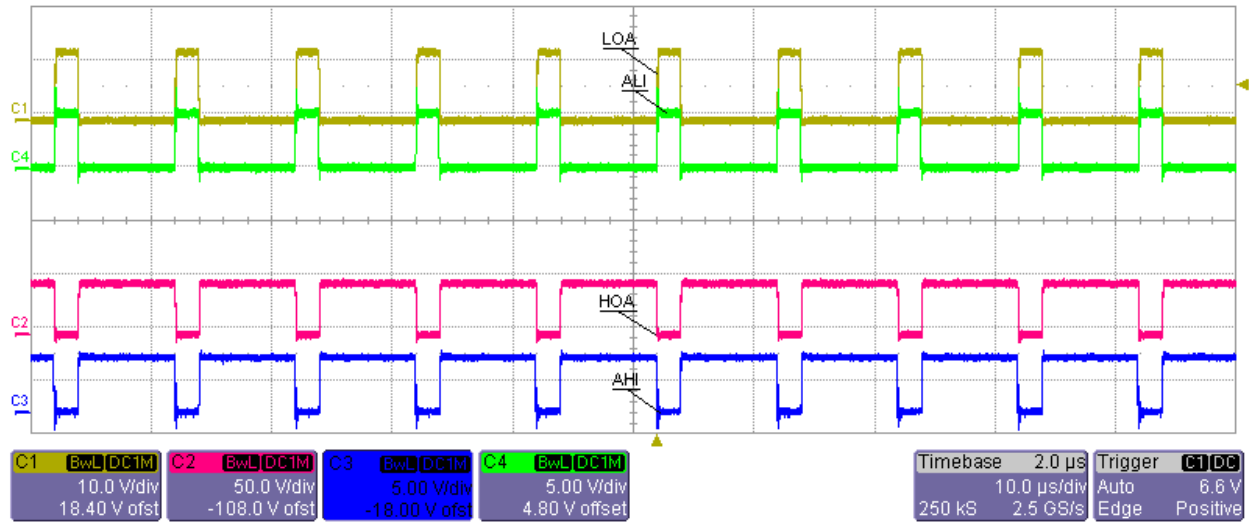 LOA
ALI
C1
C4
HOA
C2
AHI
C3
C1 BwL DC1M
10.0 V/div
18.40 V ofst
C2 BwL DC1M
50.0 V/div
-108.0 V ofst
C3 BwL DC1M
5.00 V/div
-18.00 V ofst
C4 BwL DC1M
5.00 V/div
4.80 V offset
Timebase 2.0 µs
10.0 µs/div
250 kS 2.5 GS/s
Trigger C1 DC
Auto 6.6 V
Edge Positive